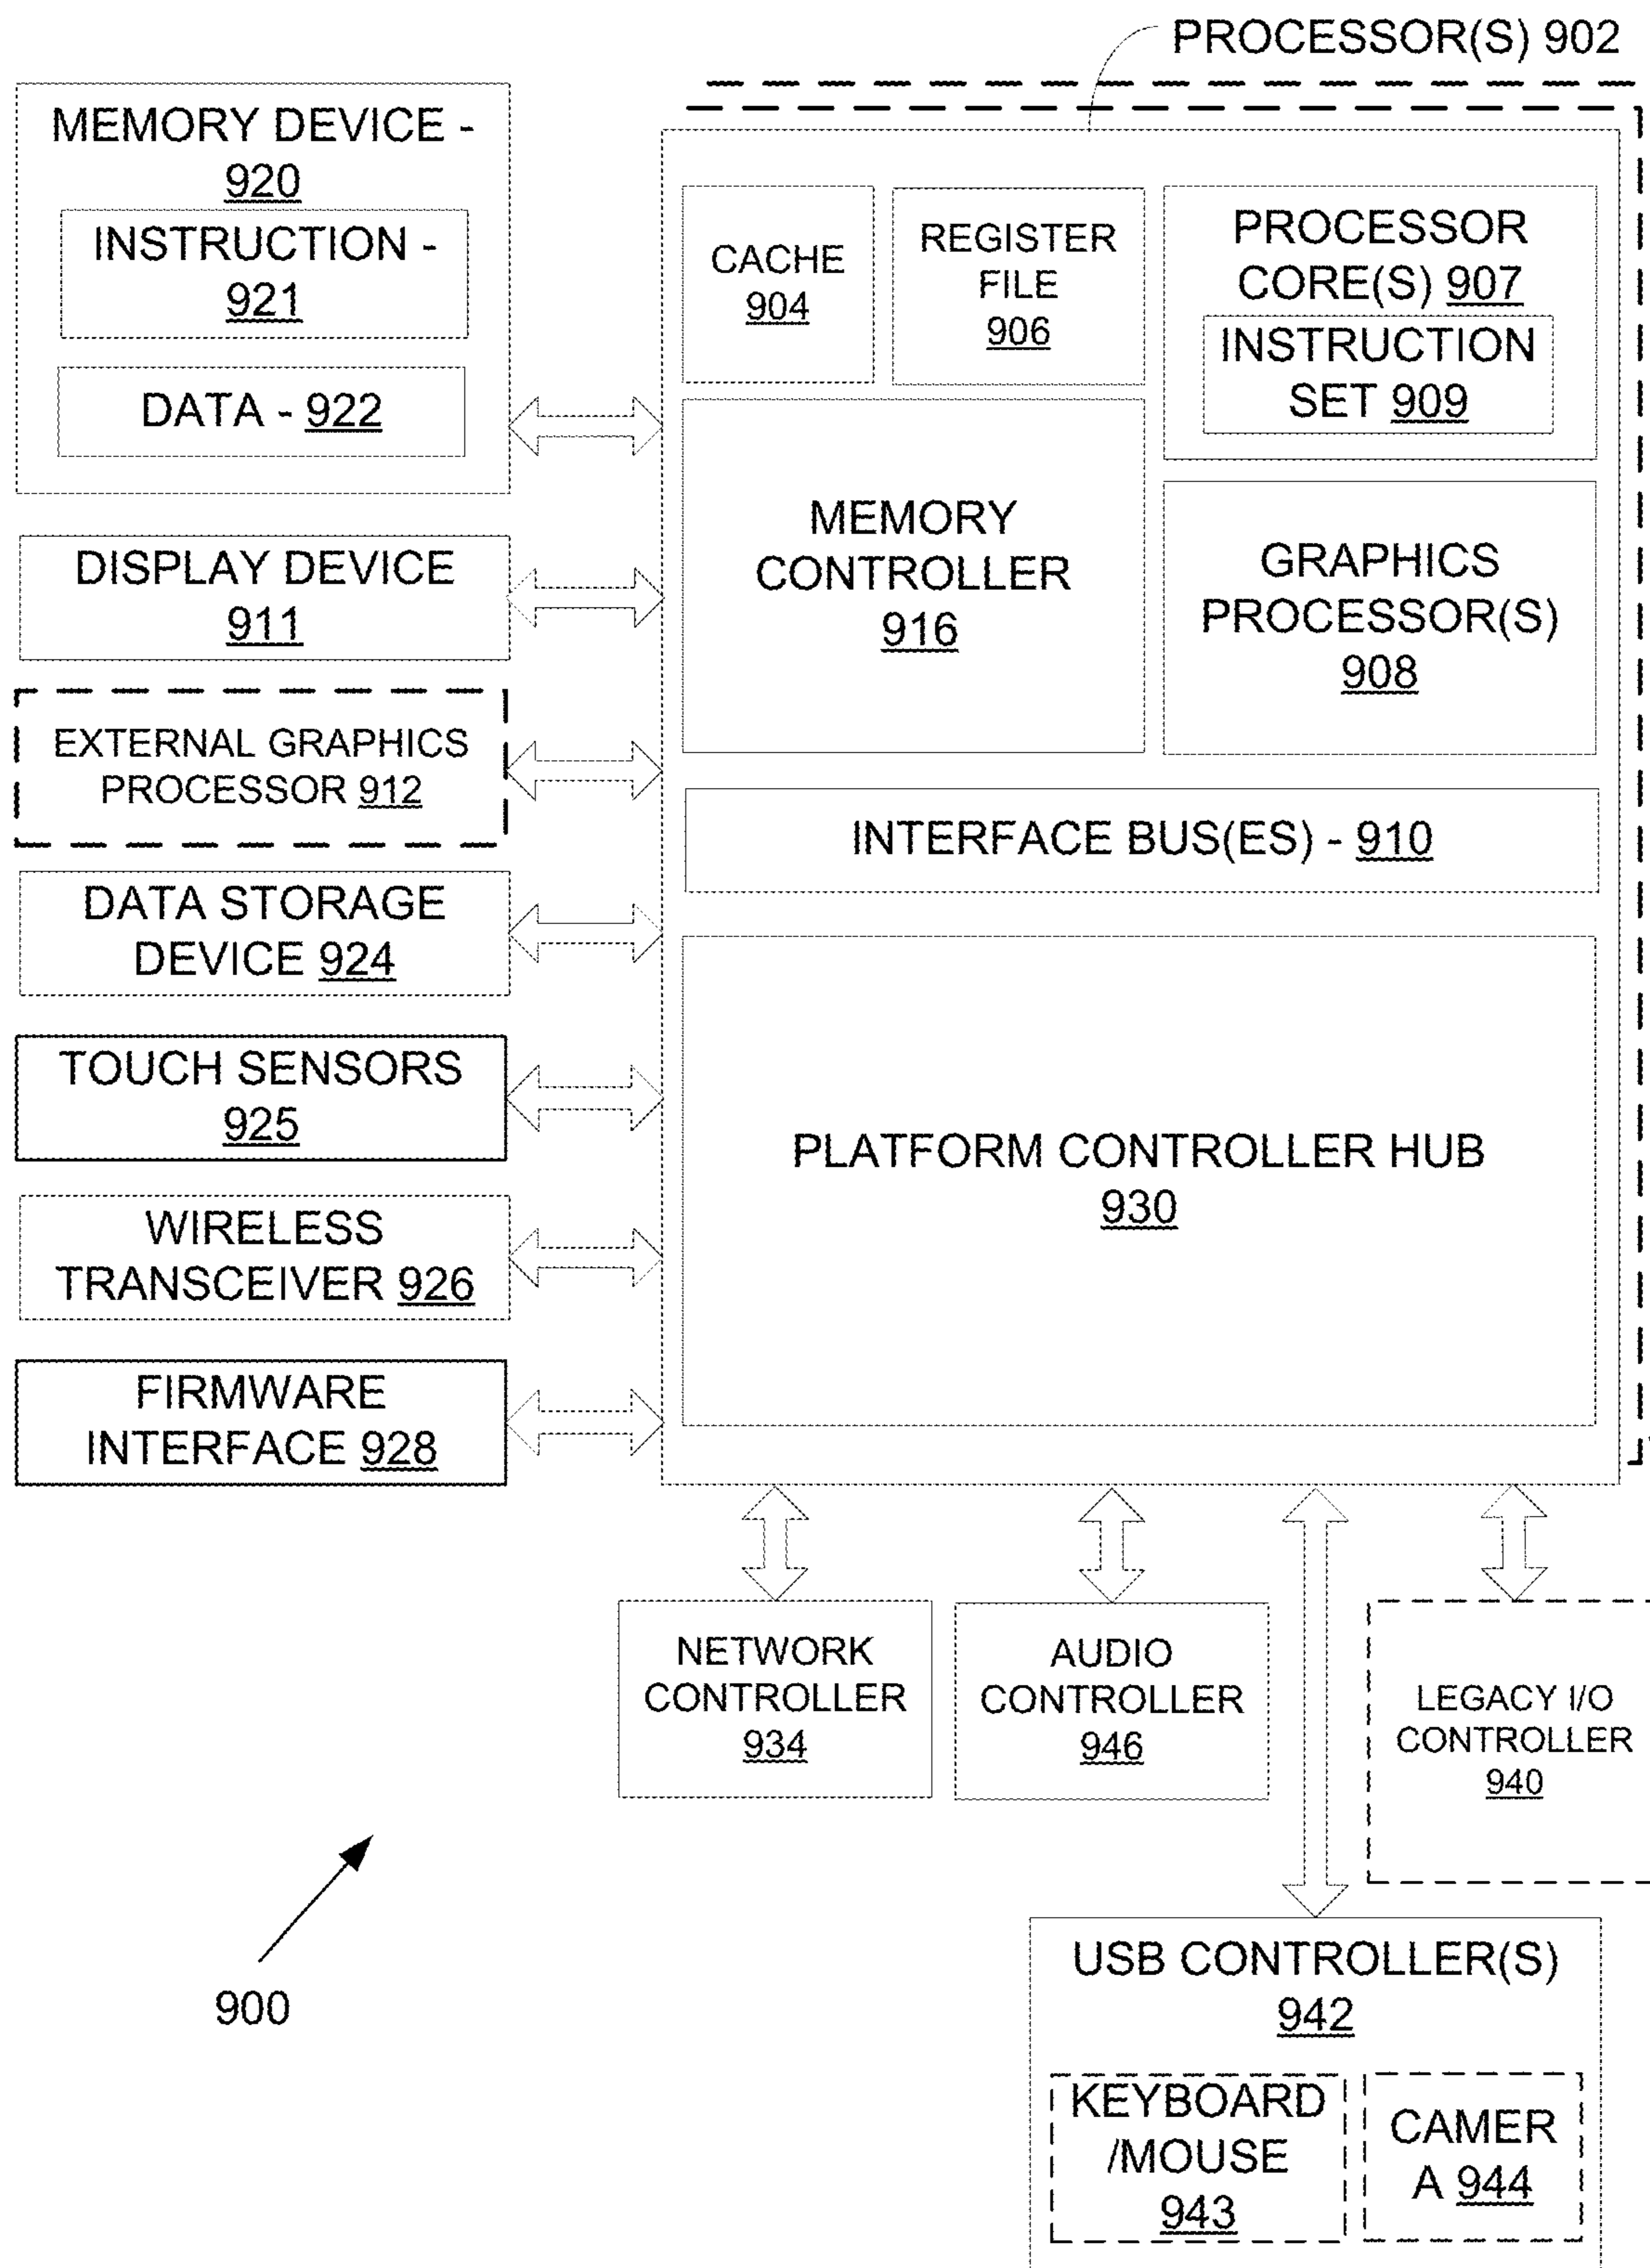 PROCESSOR(S) 902
MEMORY DEVICE -
920
INSTRUCTION -
921
DATA - 922
DISPLAY DEVICE
911
EXTERNAL GRAPHICS
PROCESSOR 912
DATA STORAGE
DEVICE 924
TOUCH SENSORS
925
WIRELESS
TRANSCEIVER 926
FIRMWARE
INTERFACE 928
CACHE
904
REGISTER
FILE
906
PROCESSOR
CORE(S) 907
INSTRUCTION
SET 909
MEMORY
CONTROLLER
916
GRAPHICS
PROCESSOR(S)
908
INTERFACE BUS(ES) - 910
PLATFORM CONTROLLER HUB
930
NETWORK
CONTROLLER
934
AUDIO
CONTROLLER
946
LEGACY I/O
CONTROLLER
940
900
USB CONTROLLER(S)
942
KEYBOARD
/MOUSE
943
CAMER
A 944